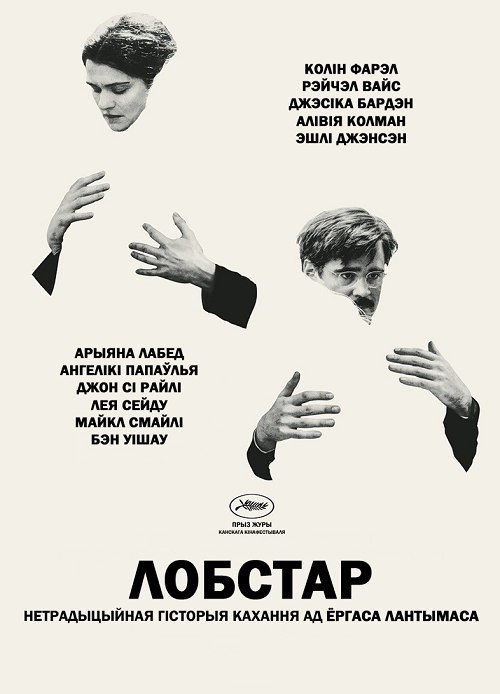 КОЛІН ФАРЭЛ
РЭЙЧЭЛ ВАЙС
ДЖЭСІКА БАРДЭН
АЛІВІЯ КОЛМАН
ЭШЛІ ДЖЭНСЭН
АРЫЯНА ЛАБЕД
АНГЕЛІКІ ПАПАЎЛЬЯ
ДЖОН СІ РАЙЛІ
ЛЕЯ СЕЙДУ
МАЙКЛ СМАЙЛІ
БЭН УІШАУ
ПРЫЗ ЖУРЫ
КАНСКАГА КІНАФЕСТЫВАЛЯ
ЛОБСТАР
НЕТРАДЫЦЫЙНАЯ ГІСТОРЫЯ КАХАННЯ АД ЁРГАСА ЛАНТЫМАСА